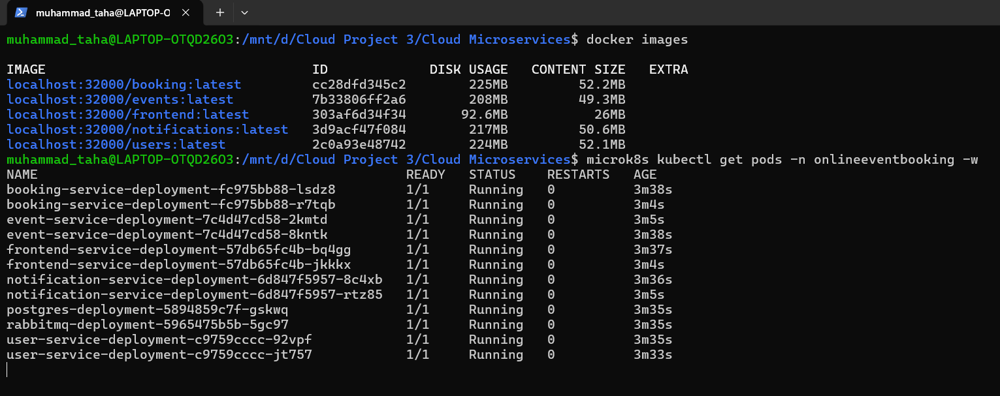 muhammad_taha@LAPTOP-O
muhammad_taha@LAPTOP-OTQD26O3:/mnt/d/Cloud Project 3/Cloud Microservices$ docker images
IMAGE ID DISK USAGE CONTENT SIZE EXTRA
localhost:32000/booking:latest cc28dfd345c2 225MB 52.2MB
localhost:32000/events:latest 7b33806ff2a6 208MB 49.3MB
localhost:32000/frontend:latest 303af6d34f34 92.6MB 26MB
localhost:32000/notifications:latest 3d9acf47f084 217MB 50.6MB
localhost:32000/users:latest 2c0a93e48742 224MB 52.1MB
muhammad_taha@LAPTOP-OTQD26O3:/mnt/d/Cloud Project 3/Cloud Microservices$ microk8s kubectl get pods -n onlineeventbooking -w
NAME READY STATUS RESTARTS AGE
booking-service-deployment-fc975bb88-lsdz8 1/1 Running 0 3m38s
booking-service-deployment-fc975bb88-r7tqb 1/1 Running 0 3m4s
event-service-deployment-7c4d47cd58-2kmtd 1/1 Running 0 3m5s
event-service-deployment-7c4d47cd58-8kntk 1/1 Running 0 3m38s
frontend-service-deployment-57db65fc4b-bq4gg 1/1 Running 0 3m37s
frontend-service-deployment-57db65fc4b-jkkkx 1/1 Running 0 3m4s
notification-service-deployment-6d847f5957-8c4xb 1/1 Running 0 3m36s
notification-service-deployment-6d847f5957-rtz85 1/1 Running 0 3m5s
postgres-deployment-5894859c7f-gskwq 1/1 Running 0 3m35s
rabbitmq-deployment-5965475b5b-5gc97 1/1 Running 0 3m35s
user-service-deployment-c9759cccc-92vpf 1/1 Running 0 3m35s
user-service-deployment-c9759cccc-jt757 1/1 Running 0 3m33s